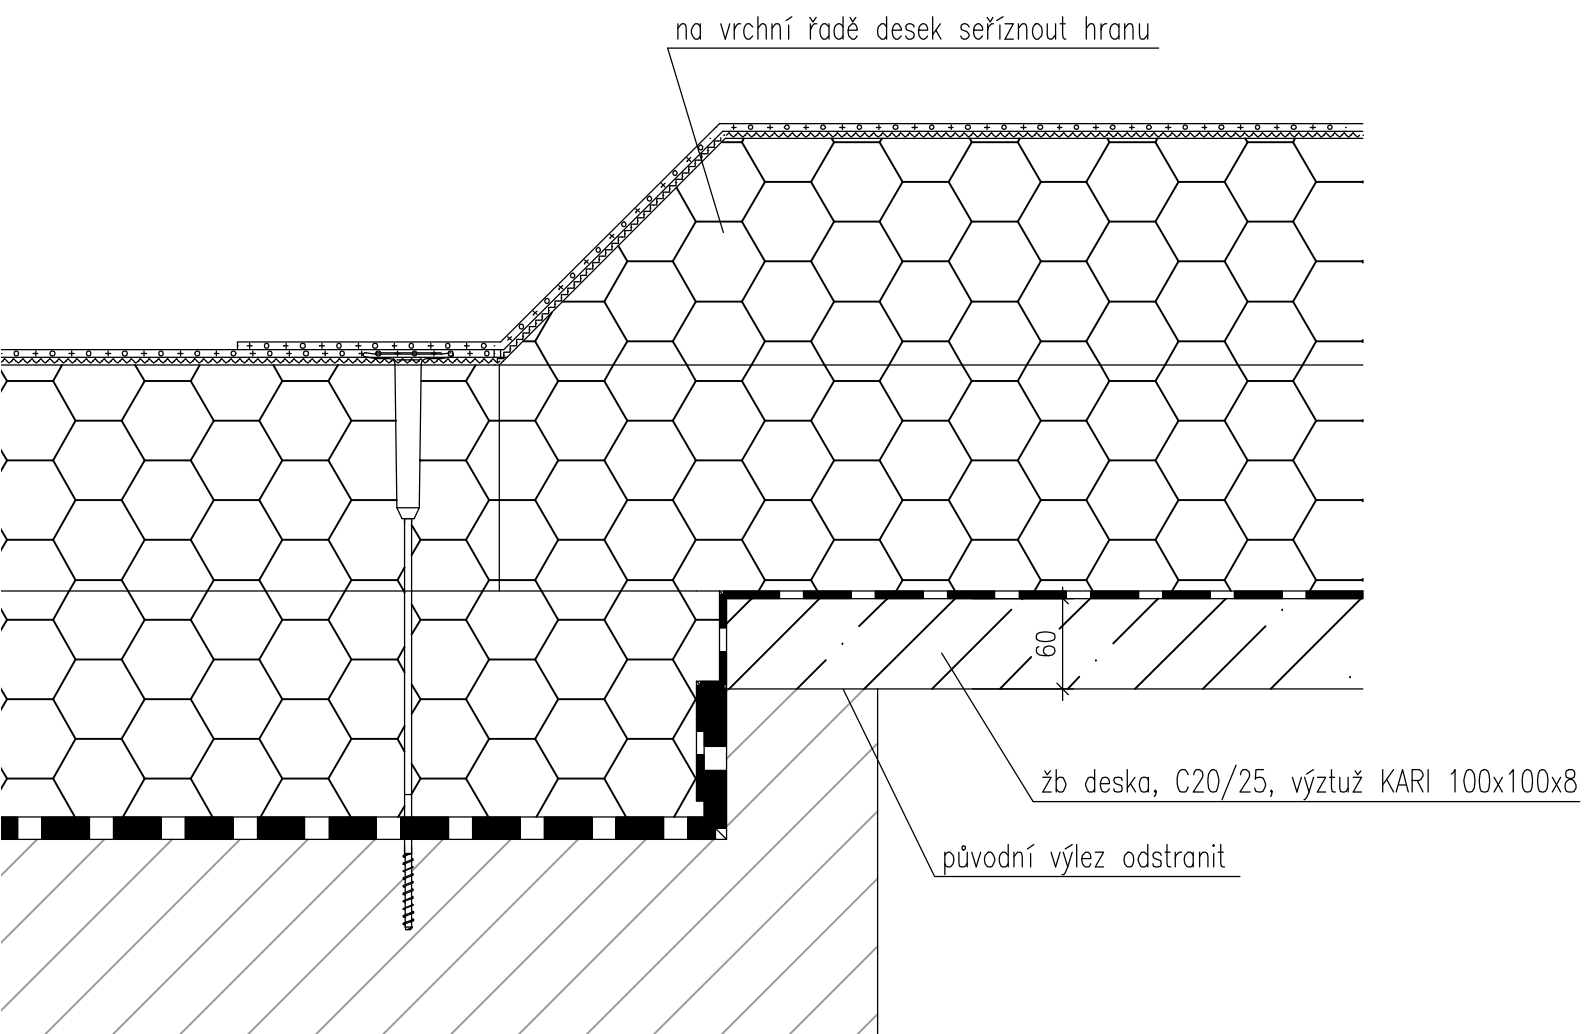 na vrchní řadě desek seříznout hranu
60
žb deska, C20/25, výztuž KARI 100x100x8
původní výlez odstranit